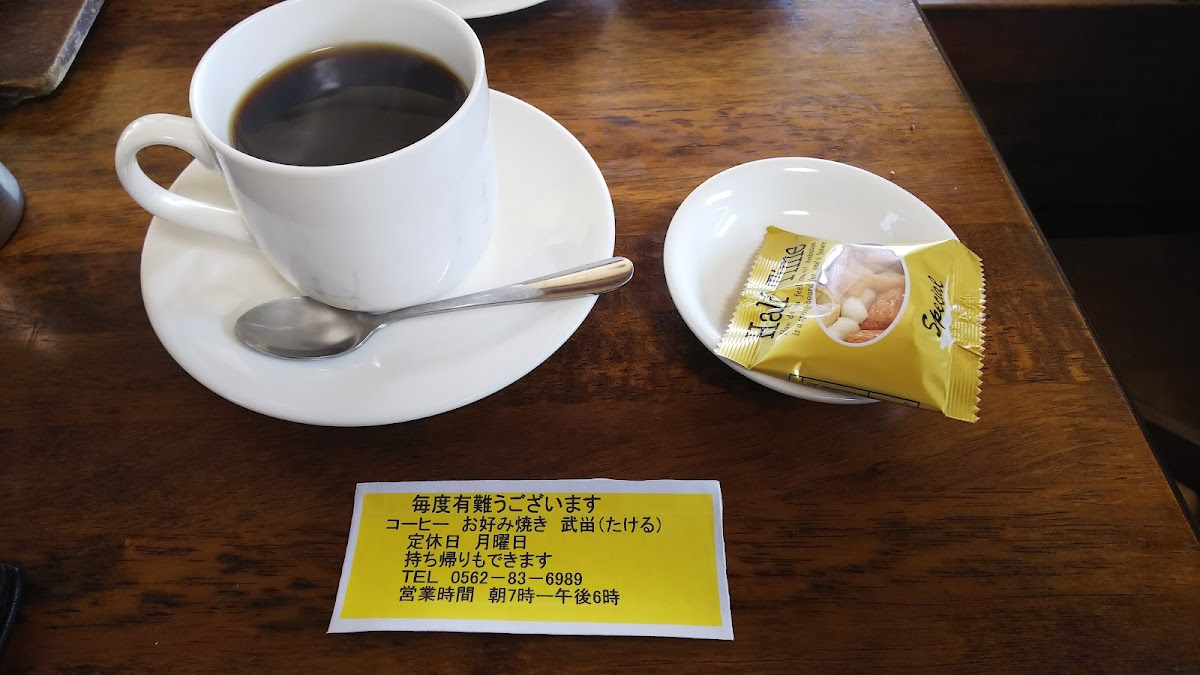 Half Time
Special
毎度有難うございます
コーヒー お好み焼き 武畄(たける)
定休日 月曜日
持ち帰りもできます
TEL 0562－83－6989
営業時間 朝7時―午後6時